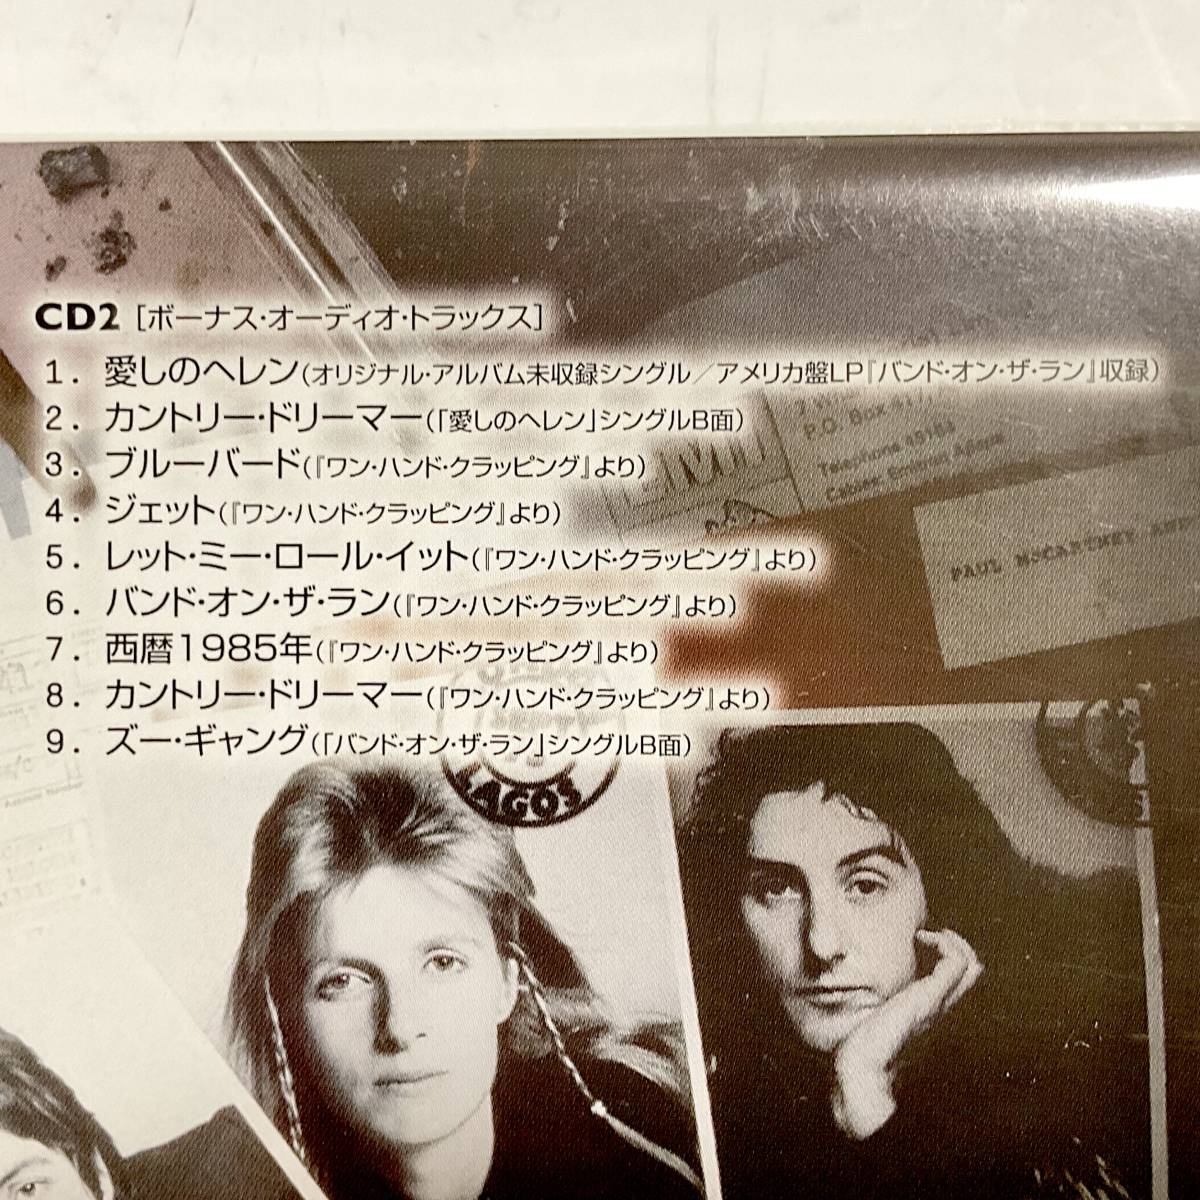 CD2 [ボーナス・オーディオ・トラックス]
1. 愛しのヘレン(オリジナル・アルバム未収録シングル/アメリカ盤LP『バンド・オン・ザ・ラン』収録)
2. カントリー・ドリーマー(「愛しのヘレン」シングルB面)
3. ブルーバード(『ワン・ハンド・クラッピング』より)
4. ジェット(『ワン・ハンド・クラッピング』より)
5. レット・ミー・ロール・イット(『ワン・ハンド・クラッピング』より)
6. バンド・オン・ザ・ラン(『ワン・ハンド・クラッピング』より)
7. 西暦1985年(『ワン・ハンド・クラッピング』より)
8. カントリー・ドリーマー(『ワン・ハンド・クラッピング』より)
9. ズー・ギャング(「バンド・オン・ザ・ラン」シングルB面)
P.O. Box
Telephone
PAUL McCARTNEY
LAGOS